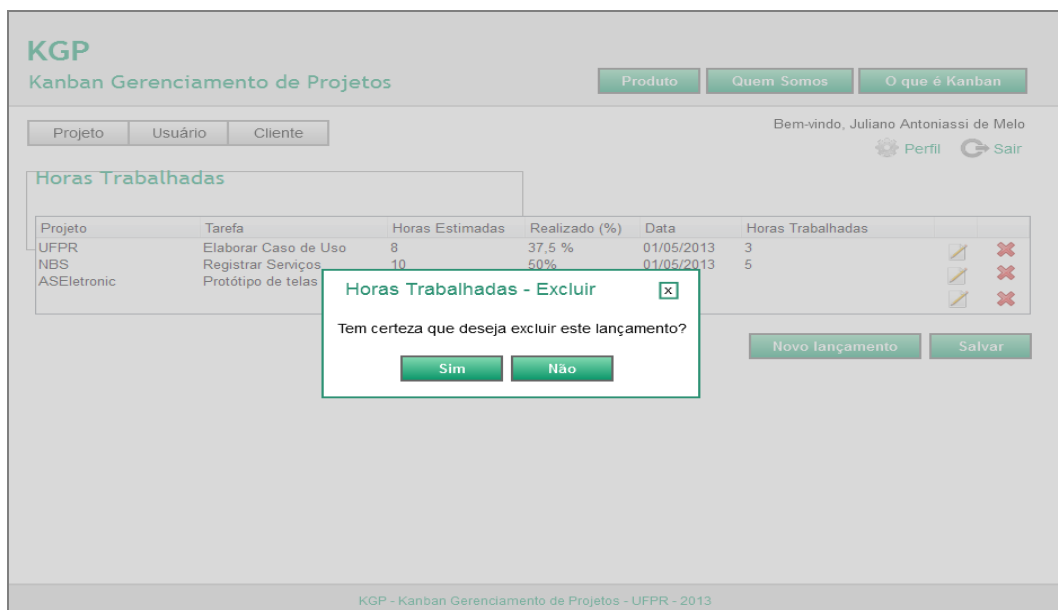 KGP
Kanban Gerenciamento de Projetos
Produto Quem Somos O que é Kanban
Projeto Usuário Cliente
Bem-vindo, Juliano Antoniassi de Melo
Perfil Sair
Horas Trabalhadas
Projeto Tarefa Horas Estimadas Realizado (%) Data Horas Trabalhadas
UFPR Elaborar Caso de Uso 8 37,5 % 01/05/2013 3
NBS Registrar Serviços 10 50% 01/05/2013 5
ASEletronic Protótipo de telas
Horas Trabalhadas - Excluir x
Tem certeza que deseja excluir este lançamento?
Sim Não
Novo lançamento Salvar
KGP - Kanban Gerenciamento de Projetos - UFPR - 2013